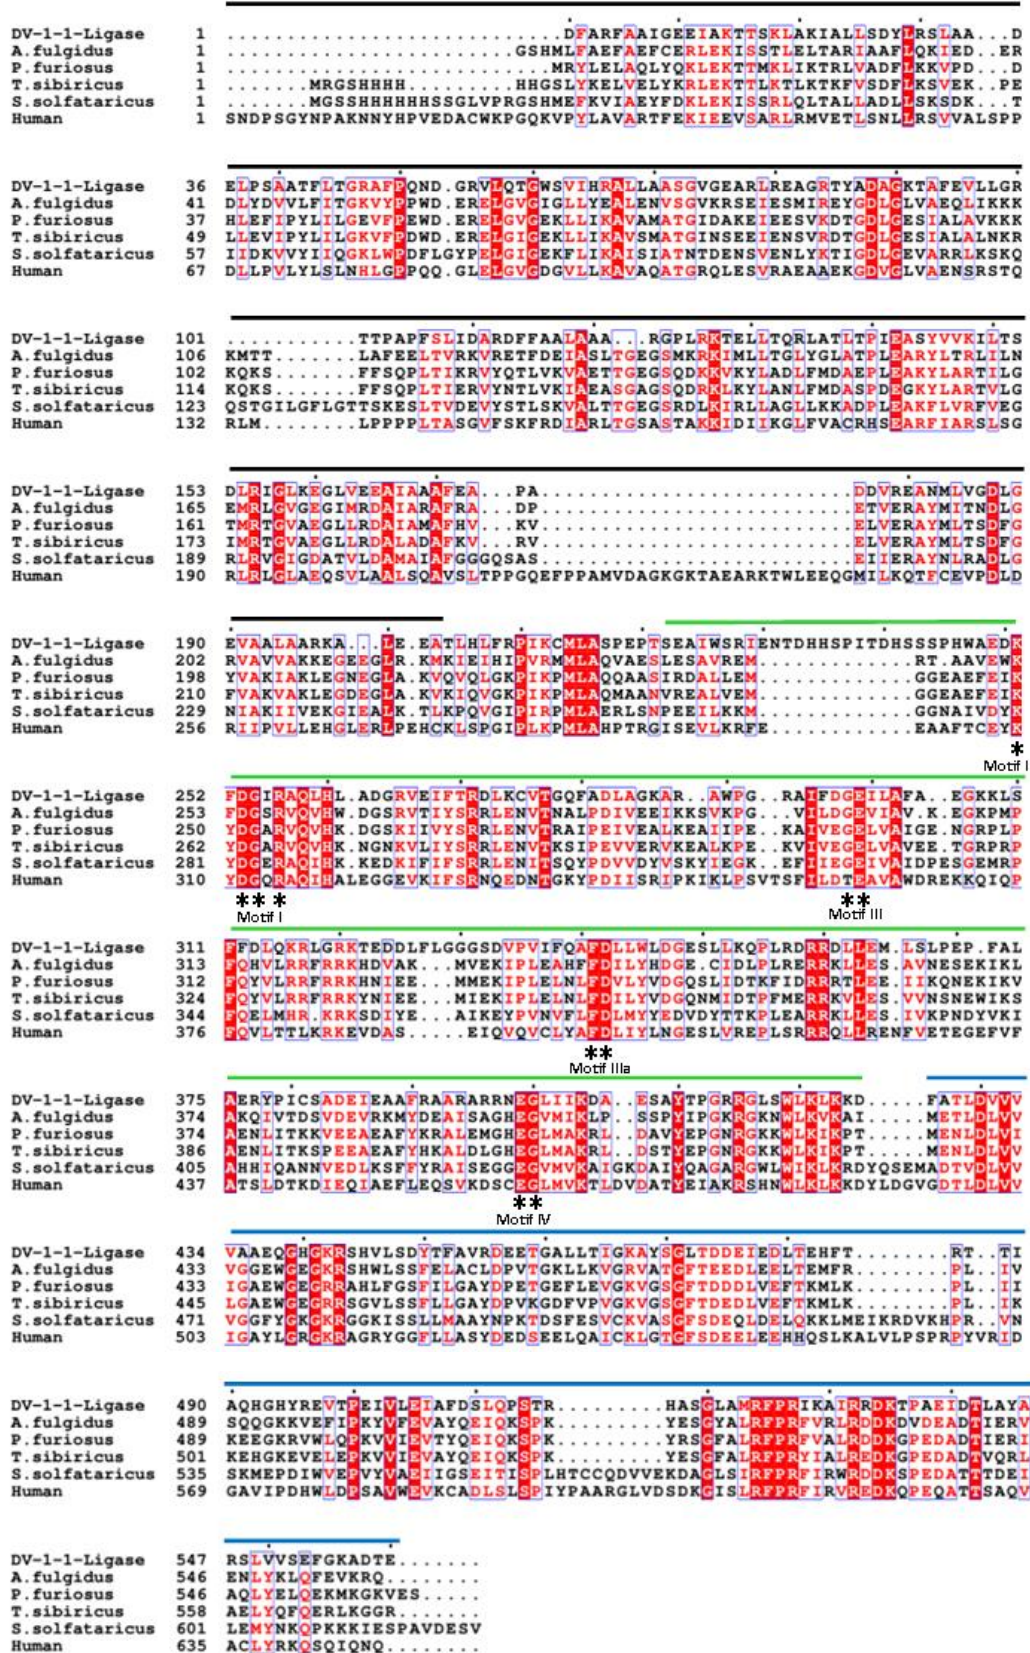 DV-1-1-Ligase 1 ..................................DFARFAAIGEEIAKTTSKLAKIALLSDYLRSLAA...D
A.fulgidus 1 ...........................GSHMLFAEFAEFCERLEKISSTLELTARIAAFLQKIED..ER
P.furiosus 1 ..............................MRYLELAQLYQKLEKTTMKLIKTRLVADFLKKVPD...D
T.sibiricus 1 .......MRGSHHHH.........HHGSLYKELVELYKRLEKTTLKTLKTKFVSDFLKSVEK..PE
S.solfataricus 1 .......MGSSHHHHHHSSGLVPRGSHMEFKVIAEYFDKLEKISSRLQLTALLADLLSKSDK...T
Human 1 SNDPSGYNPAKNNYHPVEDACWKPGQKVPYLAVARTFEKIEEVSARLRMVETLSNLLRSVVALSPP
DV-1-1-Ligase 36 ELPSAATFLTGRAFPQND.GRVLQTGWSVIHRALLAASGVGEARLREAGRTYADAGKTAFEVLLGR
A.fulgidus 41 DLYDVVLFITGKVYPPWD.ERELGVGIGLLYEALENVSGVKRSEIESMIREYGDLGLVAEQLIKKK
P.furiosus 37 HLEFIPYLILGEVFPEWD.ERELGVGEKLLIKAVAMATGIDAKEIEESVKDTGDLGESIALAVKKK
T.sibiricus 49 LLEVIPYLILGKVFPDWD.ERELGIGEKLLIKAVSMATGINSEEIENSVRDTGDLGESIALALNKR
S.solfataricus 57 IIDKVVYIIQGKLWPDFLGYPELGIGEKFLIKAISIATNTDENSVENLYKTIGDLGEVARRLKSKQ
Human 67 DLLPVLYLSLNHLGPPQQ.GLELGVGDGVLLKAVAQATGRQLESVRAEAAEKGDVGLVAENSRSTQ
DV-1-1-Ligase 101 ...........TTPAPFSLIDARDFFAALAAA..RGPLRKTELLTQRLATLTPIEASYVVKILTS
A.fulgidus 106 KMTT.......LAFEELTVRKVRETFDEIASLTGEGSMKRKIMLLTGLYGLATPLEARYLTRLILN
P.furiosus 102 KQKS.......FFSQPLTIKRVYQTLVKVAETTGEGSQDKKVKYLADLFMDAEPLEAKYLARTILG
T.sibiricus 114 KQKS.......FFSQPLTIERVYNTLVKIAEASGAGSQDRKLKYLANLFMDASPDEGKYLARTVLG
S.solfataricus 123 QSTGILGFLGTTSKESLTVDEVYSTLSKVALTTGEGSRDLKIRLLAGLLKKADPLEAKFLVRFVEG
Human 132 RLM........LPPPPLTASGVFSKFRDIARLTGSASTAKKIDIIKGLFVACRHSEARFIARSLSG
DV-1-1-Ligase 153 DLRIGLKEGLVEEAIAAAFEA...PA..........................DDVREANMLVGDLG
A.fulgidus 165 EMRLGVGEGIMRDAIARAFRA...DP..........................ETVERAYMLTNDLG
P.furiosus 161 TMRTGVAEGLLRDAIAMAFHV...KV..........................ELVERAYMLTSDFG
T.sibiricus 173 IMRTGVAEGLLRDALADAFKV...RV..........................ELVERAYMLTSDFG
S.solfataricus 189 RLRVGIGDATVLDAMAIAFGGGQSAS..........................EIIERAYNLRADLG
Human 190 RLRLGLAEQSVLAALSQAVSLTPPGQEFPPAMVDAGKGKTAEARKTWLEEQGMILKQTFCEVPDLD
DV-1-1-Ligase 190 EVAALAARKA...LE.EATLHLFRPIKCMLASPEPTSEAIWSRIENTDHHSPITDHSSSPHWAEDK
A.fulgidus 202 RVAVVAKKEGEEGLR.KMKIEIHIPVRMMLAQVAESLESAVREM.............RT.AAVEWK
P.furiosus 198 YVAKIAKLEGNEGLA.KVQVQLGKPIKPMLAQQAASIRDALLEM.............GGEAEFEIK
T.sibiricus 210 FVAKVAKLEGDEGLA.KVKIQLGKPIKPMLAQMAANVREALVEM.............GGEAEFEIK
S.solfataricus 229 NIAKIIVEKGIEALK.TLKPQVGIPIRPMLAERLSNPEEILKKM.............GGNAIVDYK
Human 256 RIIPVLLEHGLERLPEHCKLSPGIPLKPMLAHPTRGISEVLKRFE............EAAFTCEYK
*
Motif I
DV-1-1-Ligase 252 FDGIRAQLHL.ADGRVEIFTRDLKCVTGQFADLAGKAR..AWPG..RAIFDGEILAFA..EGKKLS
A.fulgidus 253 FDGSRVQVHW.DGSRVTIVYSRRLENVTNALPDIVEEIKKSVKPG....VILDGEVIAV.K.EGKPMP
P.furiosus 250 YDGARVQVHK.DGSKIIVYSRRLENVTRAIPEIVEALKEAIIPE..KAIVEGELVAIGE.NGRPLP
T.sibiricus 262 YDGARVQIHK.NGNKVLIYSRRLENVTKSIPEVVERVKEALKPE..KVIVEGELVAVEE.TGRPRP
S.solfataricus 281 YDGERAQIHK.KEDKIFIFSRRLENITSQYPDVVDYVSKYIEGK..EFIIEGEIVAIDPESGEMRP
Human 310 YDGQRAQIHALEGGEVKIFSRNQEDNTGKYPDIISRIPKIKLPSVTSFILDTEAVAWDREKKQIQP
** *
Motif I
**
Motif III
DV-1-1-Ligase 311 FFDLQKRLGRKTEDDLFLGGGSDVPVIFQAFDLLWLDGESLLKQPLRDRRDLLEM.LSLPEP.FAL
A.fulgidus 313 FQHVLRRFRRKHDVAK...MVEKIPLEAHFFDILYHDGE.CIDLPLRERRKLLES.AVNESEKIKL
P.furiosus 312 FQYVLRRFRRKHNIEE...MMEKIPLELNLFDVLYVDGQSLIDTKFIDRRRTLEE.IIKQNEKIKV
T.sibiricus 324 FQYVLRRFRRKYNIEE...MIEKIPLELNLFDILYVDGQNMIDTPFMERRKVLES.VVNSNEWIKS
S.solfataricus 344 FQELMHR.KRKSDIYE...AIKEYPVNVFLFDLMYYEDVDYTTKPLEARRKLLES.IVKPNDYVKI
Human 376 FQVLTTLKRKEVDAS....EIQVQVCLYAFDLIYLNGESLVREPLSRRRQLLRENFVETEGEFVF
**
Motif IIIa
DV-1-1-Ligase 375 AERYPICSADEIEAAFRAARARRNEGLIIKDA..ESAYTPGRRGLSWLKLKKD.....FATLDVVV
A.fulgidus 374 AKQIVTDSVDEVRKMYDEAISAGHEGVMIKLP..SSPYIPGKRGKNWLKVKAI.....METLDLVV
P.furiosus 374 AENLITKKVEEAEAFYKRALEMGHEGLMAKRL..DAVYEPGNRGKKWLKIKPT.....MENLDLVI
T.sibiricus 386 AENLITKSPEEAEAFYHKALDLGHEGLMAKRL..DSTYEPGNRGKKWLKIKPT.....MENLDLVI
S.solfataricus 405 AHHIQANNVEDLKSFFYRAISEGGEGVMVKAIGKDAIYQAGARGWLWIKLKRDYQSEMADTVDLVV
Human 437 ATSLDTKDIEQIAEFLEQSVKDSCEGLMVKTLDVDATYEIAKRSHNWLKLKKDYLDGVGDTLDLVV
**
Motif IV
DV-1-1-Ligase 434 VAAEQGHGKRSHVLSDYTFAVRDEETGALLTIGKAYSGLTDDEIEDLTEHFT........RT..TI
A.fulgidus 433 VGGEWGEGKRSHWLSSFELACLDPVTGKLLKVGRVATGFTEEDLEELTEMFR........PL..IV
P.furiosus 433 IGAEWGEGRRAHLFGSFILGAYDPETGEFLEVGKVGSGFTDDDLVEFTKMLK........PL..II
T.sibiricus 445 LGAEWGEGRRSGVLSSFLLGAYDPVKGDFVPVGKVGSGFTDEDLVEFTKMLK........PL..IK
S.solfataricus 471 VGGFYGKGKRGGKISSLLMAAYNPKTDSFESVCKVASGFSDEQLDELQKKLMEIKRDVKHPR..VN
Human 503 IGAYLGRGKRAGRYGGFLLASYDEDSEELQAICKLGTGFSDEELEEHHQSLKALVLPSPRPYVRID
DV-1-1-Ligase 490 AQHGHYREVTPEIVLEIAFDSLQPSTR.........HASGLAMRFPRIKAIRRDKTPAEIDTLAYA
A.fulgidus 489 SQQGKKVEFIPKYVFEVAYQEIQKSPK.........YESGYALRFPRFVRLRDDKDVDEADTIERV
P.furiosus 489 KEEGKRVWLQPKVVIEVTYQEIQKSPK.........YRSGFALRFPRFVALRDDKGPEDADTIERI
T.sibiricus 501 KEHGKEVELEPKVVIEVAYQEIQKSPK.........YESGFALRFPRYIALREDKGPEDADTVQRL
S.solfataricus 535 SKMEPDIWVEPVYVAEIIGSEITISPLHTCCQDVVEKDAGLSIRFPRFIRWRDDKSPEDATTTDEI
Human 569 GAVIPDHWLDPSAVWEVKCADLSLSPIYPAARGLVDSDKGISLRFPRFIRVREDKQPEQATTSAQV
DV-1-1-Ligase 547 RSLVVSEFGKADTE.......
A.fulgidus 546 ENLYKLQFEVKRQ........
P.furiosus 546 AQLYELQEKMKGKVES.....
T.sibiricus 558 AELYQFQERLKGGR.......
S.solfataricus 601 LEMYNKQPKKKIESPAVDESV
Human 635 ACLYRKQSQIQNQ........